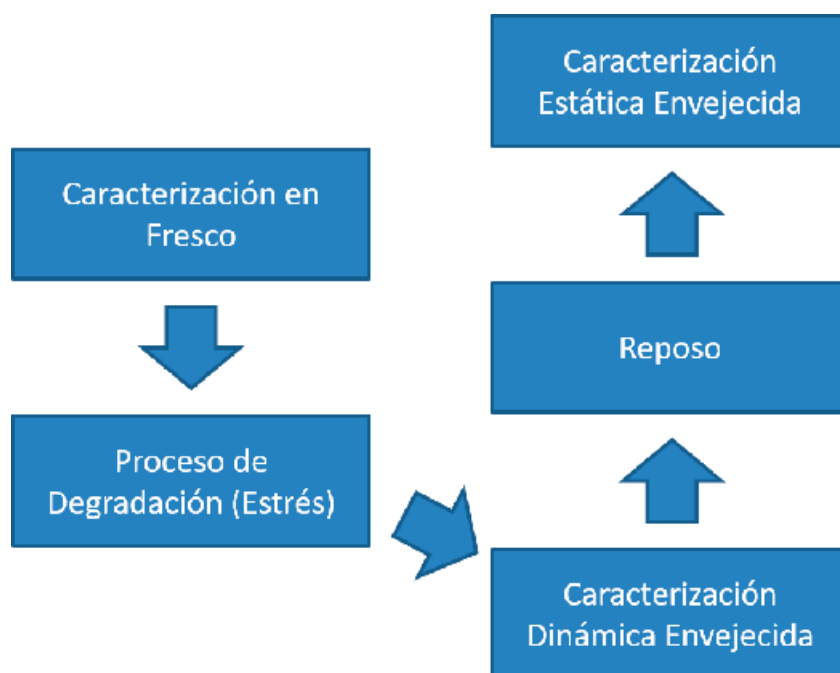 Caracterización en
Fresco
Proceso de
Degradación (Estrés)
Caracterización
Dinámica Envejecida
Reposo
Caracterización
Estática Envejecida